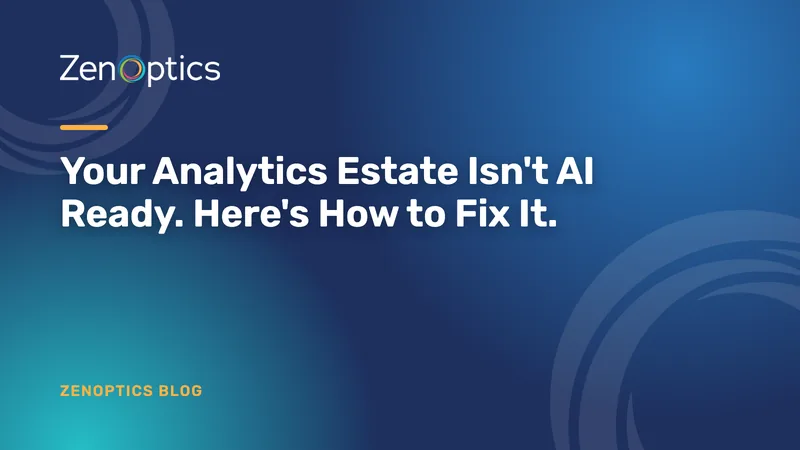 ZenOptics
Your Analytics Estate Isn't AI
Ready. Here's How to Fix It.
ZENOPTICS BLOG